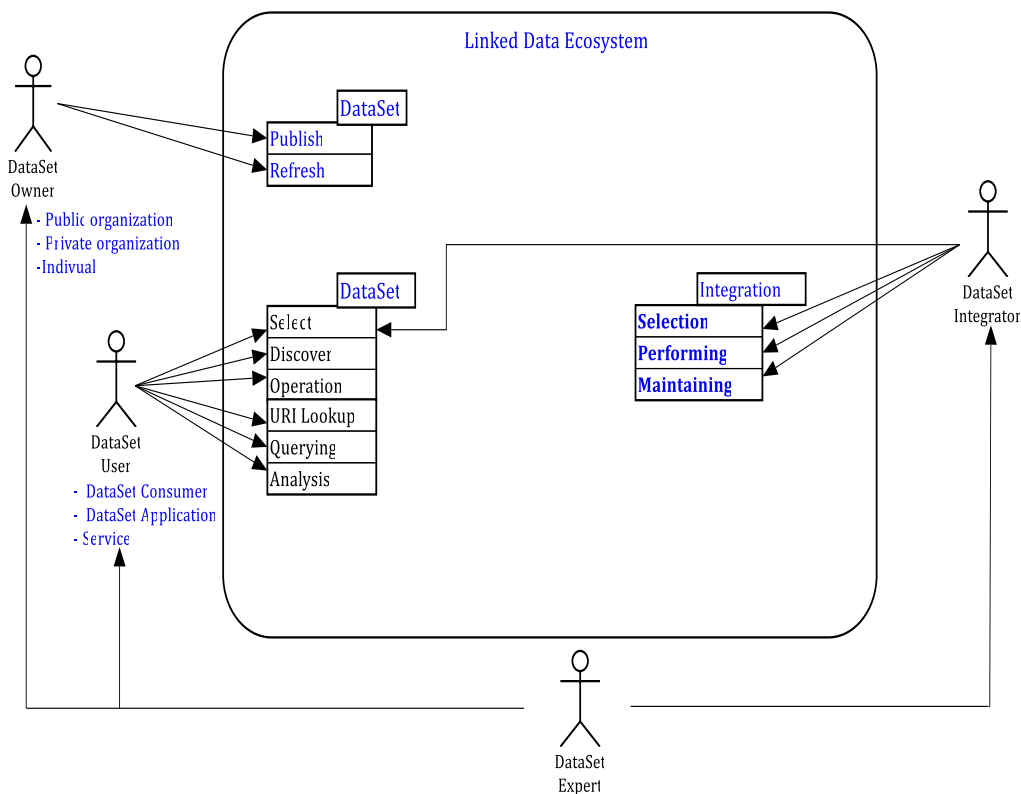 Linked Data Ecosystem
DataSet
Publish
Refresh
DataSet
Owner
- Public organization
- Private organization
-Indivual
DataSet
Select
Discover
Operation
URI Lookup
Querying
Analysis
Integration
Selection
Performing
Maintaining
DataSet
Integrator
DataSet
User
- DataSet Consumer
- DataSet Application
- Service
DataSet
Expert